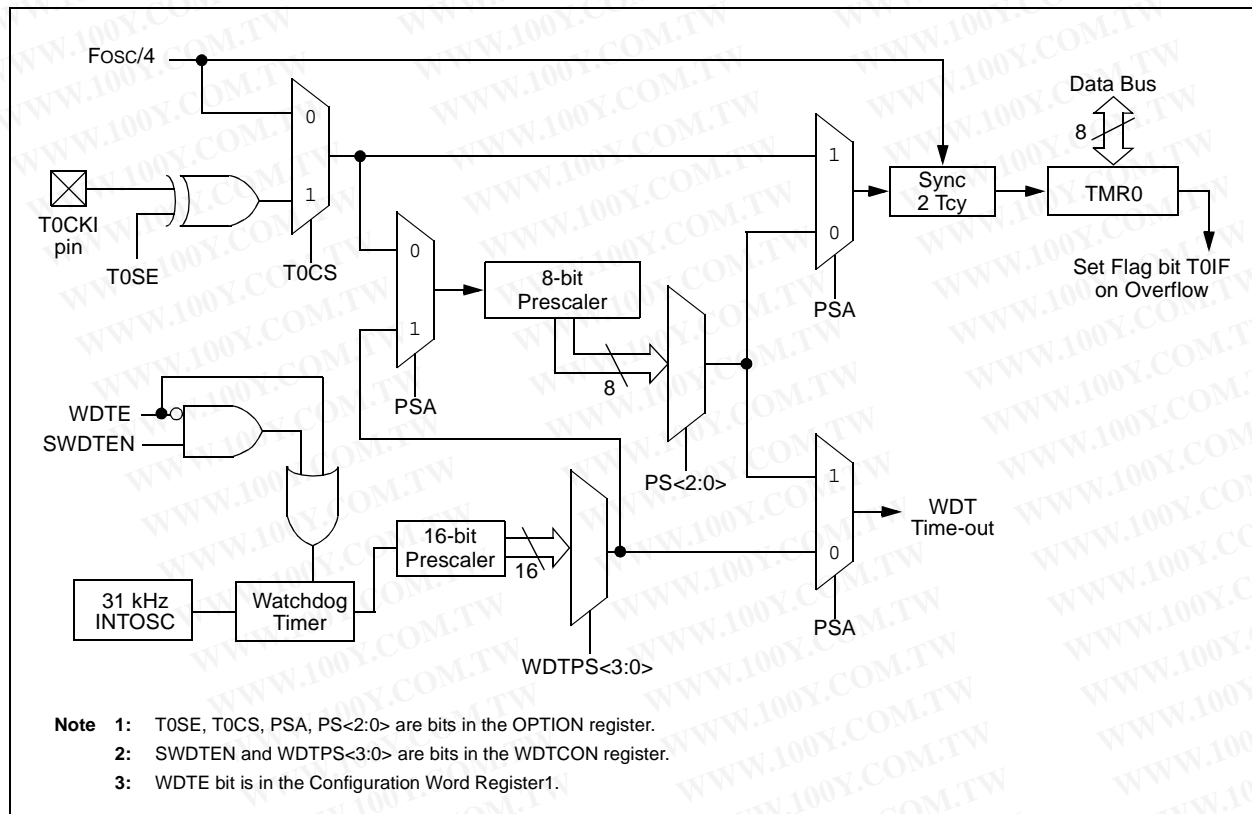 FOSC/4
0
1
T0CKI
pin
T0SE
T0CS
0
1
PSA
8-bit
Prescaler
8
PS<2:0>
1
0
PSA
Sync
2 Tcy
Data Bus
8
TMR0
Set Flag bit T0IF
on Overflow
WDTE
SWDTEN
31 kHz
INTOSC
Watchdog
Timer
16-bit
Prescaler
16
WDTPS<3:0>
1
0
PSA
WDT
Time-out
Note 1: T0SE, T0CS, PSA, PS<2:0> are bits in the OPTION register.
2: SWDTEN and WDTPS<3:0> are bits in the WDTCON register.
3: WDTE bit is in the Configuration Word Register1.
WWW.100Y.COM.TW